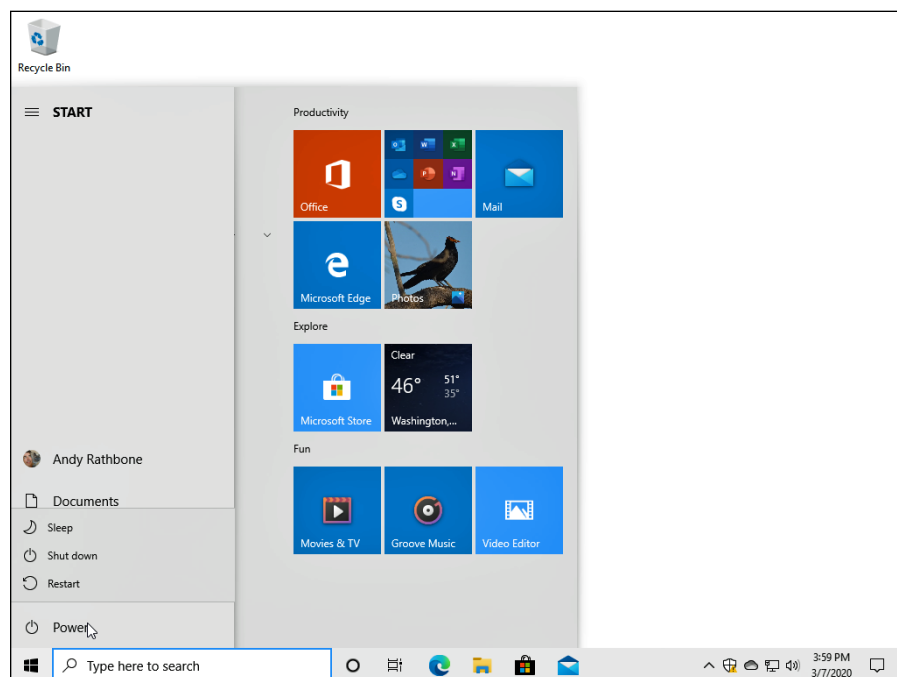 Recycle Bin
START
Productivity
Office
Mail
Microsoft Edge
Photos
Explore
Microsoft Store
Clear
46°
51°
35°
Washington,...
Fun
Movies & TV
Groove Music
Video Editor
Andy Rathbone
Documents
Sleep
Shut down
Restart
Power
Type here to search
3:59 PM
3/7/2020